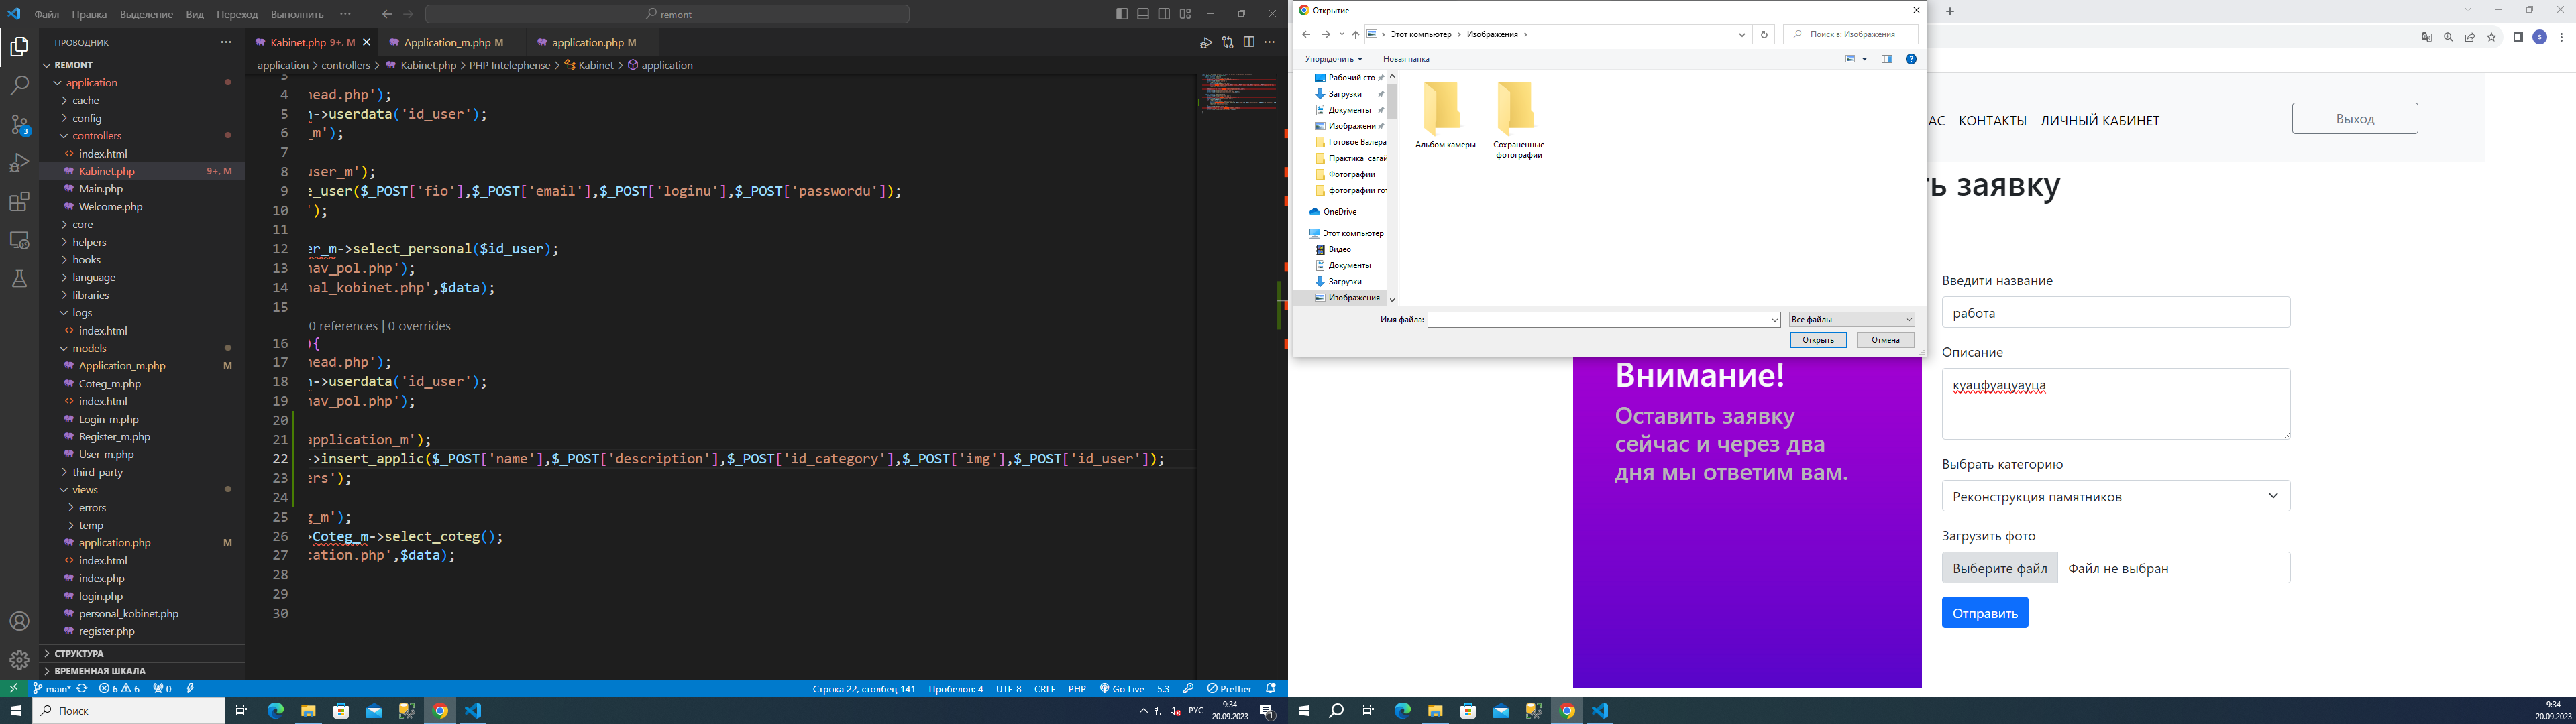 Файл Правка Выделение Вид Переход Выполнить ···
remont
ПРОВОДНИК ···
REMONT
application
cache
config
controllers
index.html
Kabinet.php 9+, M
Main.php
Welcome.php
core
helpers
hooks
language
libraries
logs
index.html
models
Application_m.php M
Coteg_m.php
index.html
Login_m.php
Register_m.php
User_m.php
third_party
views
errors
temp
application.php M
index.html
index.php
login.php
personal_kobinet.php
register.php
СТРУКТУРА
ВРЕМЕННАЯ ШКАЛА
3
Kabinet.php 9+, M
Application_m.php M
application.php M
application > controllers > Kabinet.php > PHP Intelephense > Kabinet > application
3
4 head.php');
5 n->userdata('id_user');
6 _m');
7
8 user_m');
9 e_user($_POST['fio'],$_POST['email'],$_POST['loginu'],$_POST['passwordu']);
10 ');
11
12 er_m->select_personal($id_user);
13 nav_pol.php');
14 nal_kobinet.php',$data);
15
0 references | 0 overrides
16 ){
17 head.php');
18 n->userdata('id_user');
19 nav_pol.php');
20
21 application_m');
22 ->insert_applic($_POST['name'],$_POST['description'],$_POST['id_category'],$_POST['img'],$_POST['id_user']);
23 ers');
24
25 g_m');
26 >Coteg_m->select_coteg();
27 cation.php',$data);
28
29
30
main* 6 6 0
Строка 22, столбец 141 Пробелов: 4 UTF-8 CRLF PHP Go Live 5.3 Prettier
Поиск
РУС
9:34
20.09.2023
1
Открытие
Этот компьютер > Изображения >
Поиск в: Изображения
Упорядочить Новая папка
Рабочий сто.
Загрузки
Документы
Изображени
Готовое Валера
Практика сагай
Фотографии
фотографии гот
OneDrive
Этот компьютер
Видео
Документы
Загрузки
Изображения
Альбом камеры
Сохраненные
фотографии
Имя файла:
Все файлы
Открыть
Отмена
S
АС КОНТАКТЫ ЛИЧНЫЙ КАБИНЕТ
Выход
ть заявку
Внимание!
Оставить заявку
сейчас и через два
дня мы ответим вам.
Введити название
работа
Описание
куацфуацуауца
Выбрать категорию
Реконструкция памятников
Загрузить фото
Выберите файл Файл не выбран
Отправить
9:34
20.09.2023